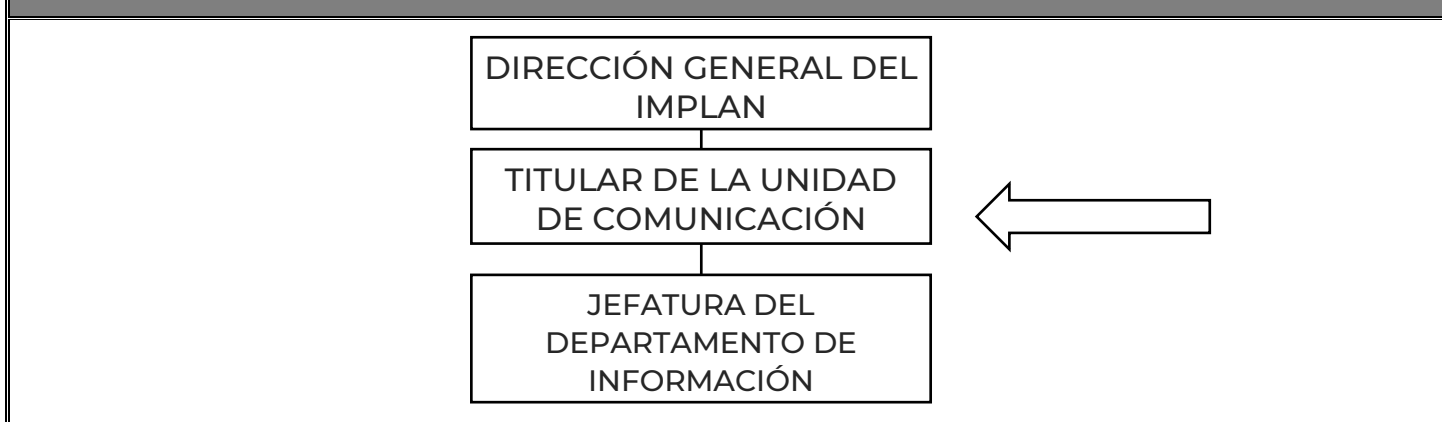 DIRECCIÓN GENERAL DEL
IMPLAN
TITULAR DE LA UNIDAD
DE COMUNICACIÓN
JEFATURA DEL
DEPARTAMENTO DE
INFORMACIÓN